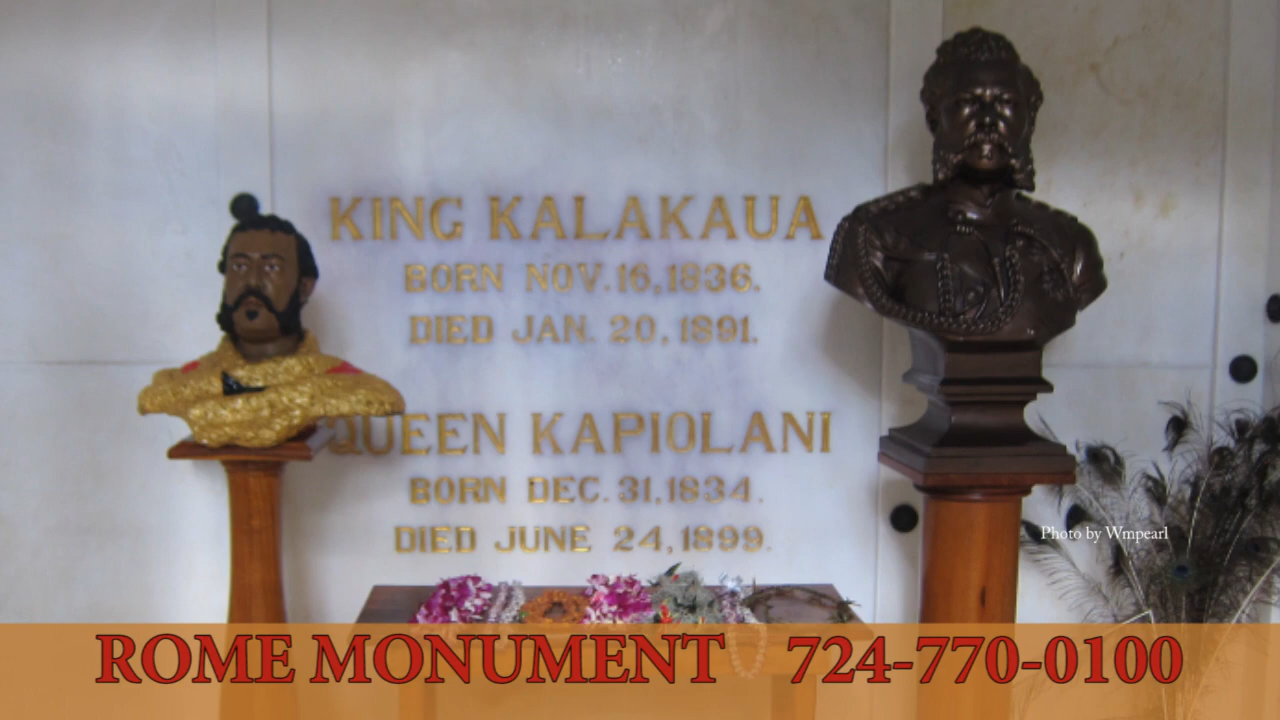 KING KALAKAUA
BORN NOV. 16, 1836.
DIED JAN. 20, 1891.
QUEEN KAPIOLANI
BORN DEC. 31, 1834.
DIED JUNE 24, 1899.
Photo by Wmpearl
ROME MONUMENT 724-770-0100